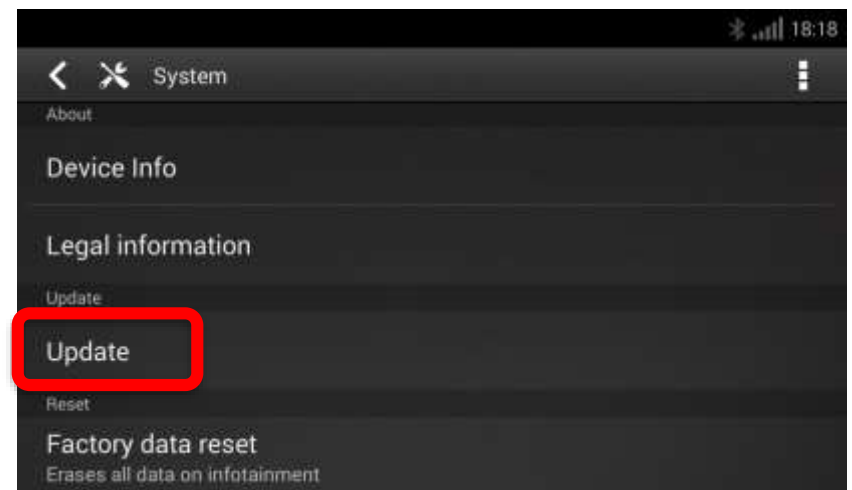 18:18
System
About
Device Info
Legal information
Update
Update
Reset
Factory data reset
Erases all data on infotainment